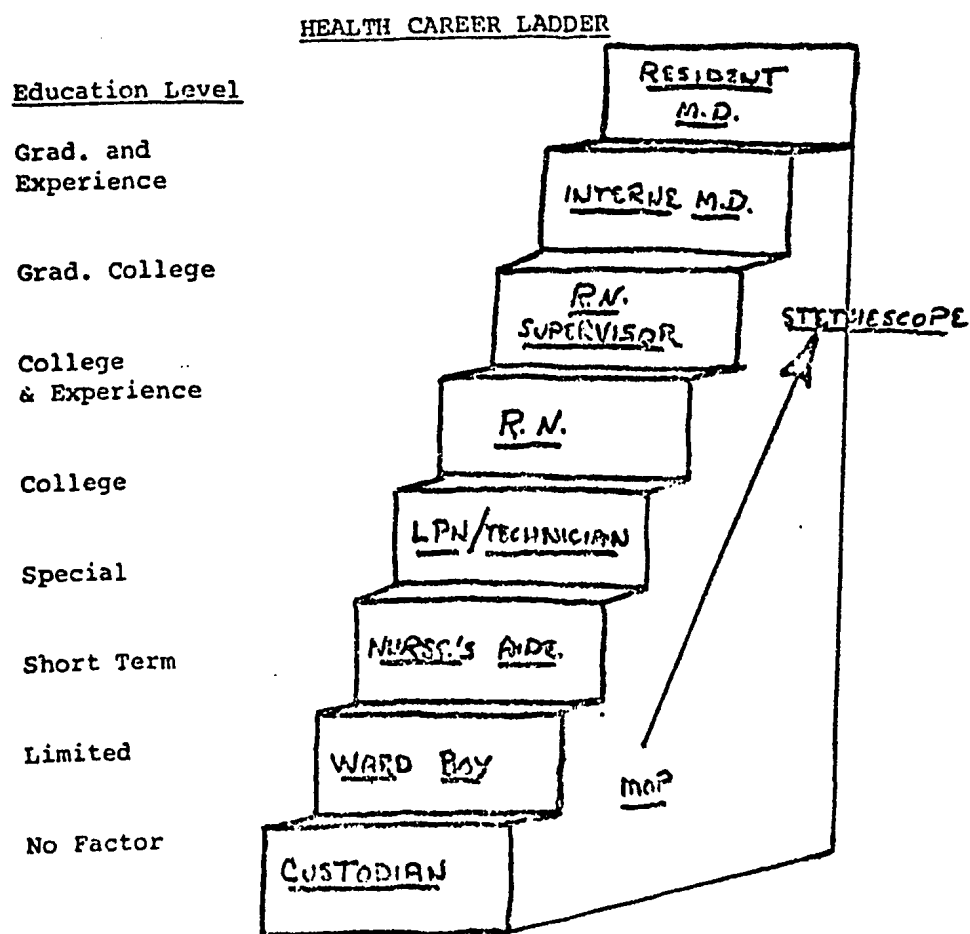 HEALTH CAREER LADDER
Education Level
Grad. and
Experience
Grad. College
College
& Experience
College
Special
Short Term
Limited
No Factor
RESIDENT
M.D.
INTERNE M.D.
R.N.
SUPERVISOR
R.N.
LPN/TECHNICIAN
NURSE'S AIDE
WARD BOY
CUSTODIAN
STETHESCOPE
MOP